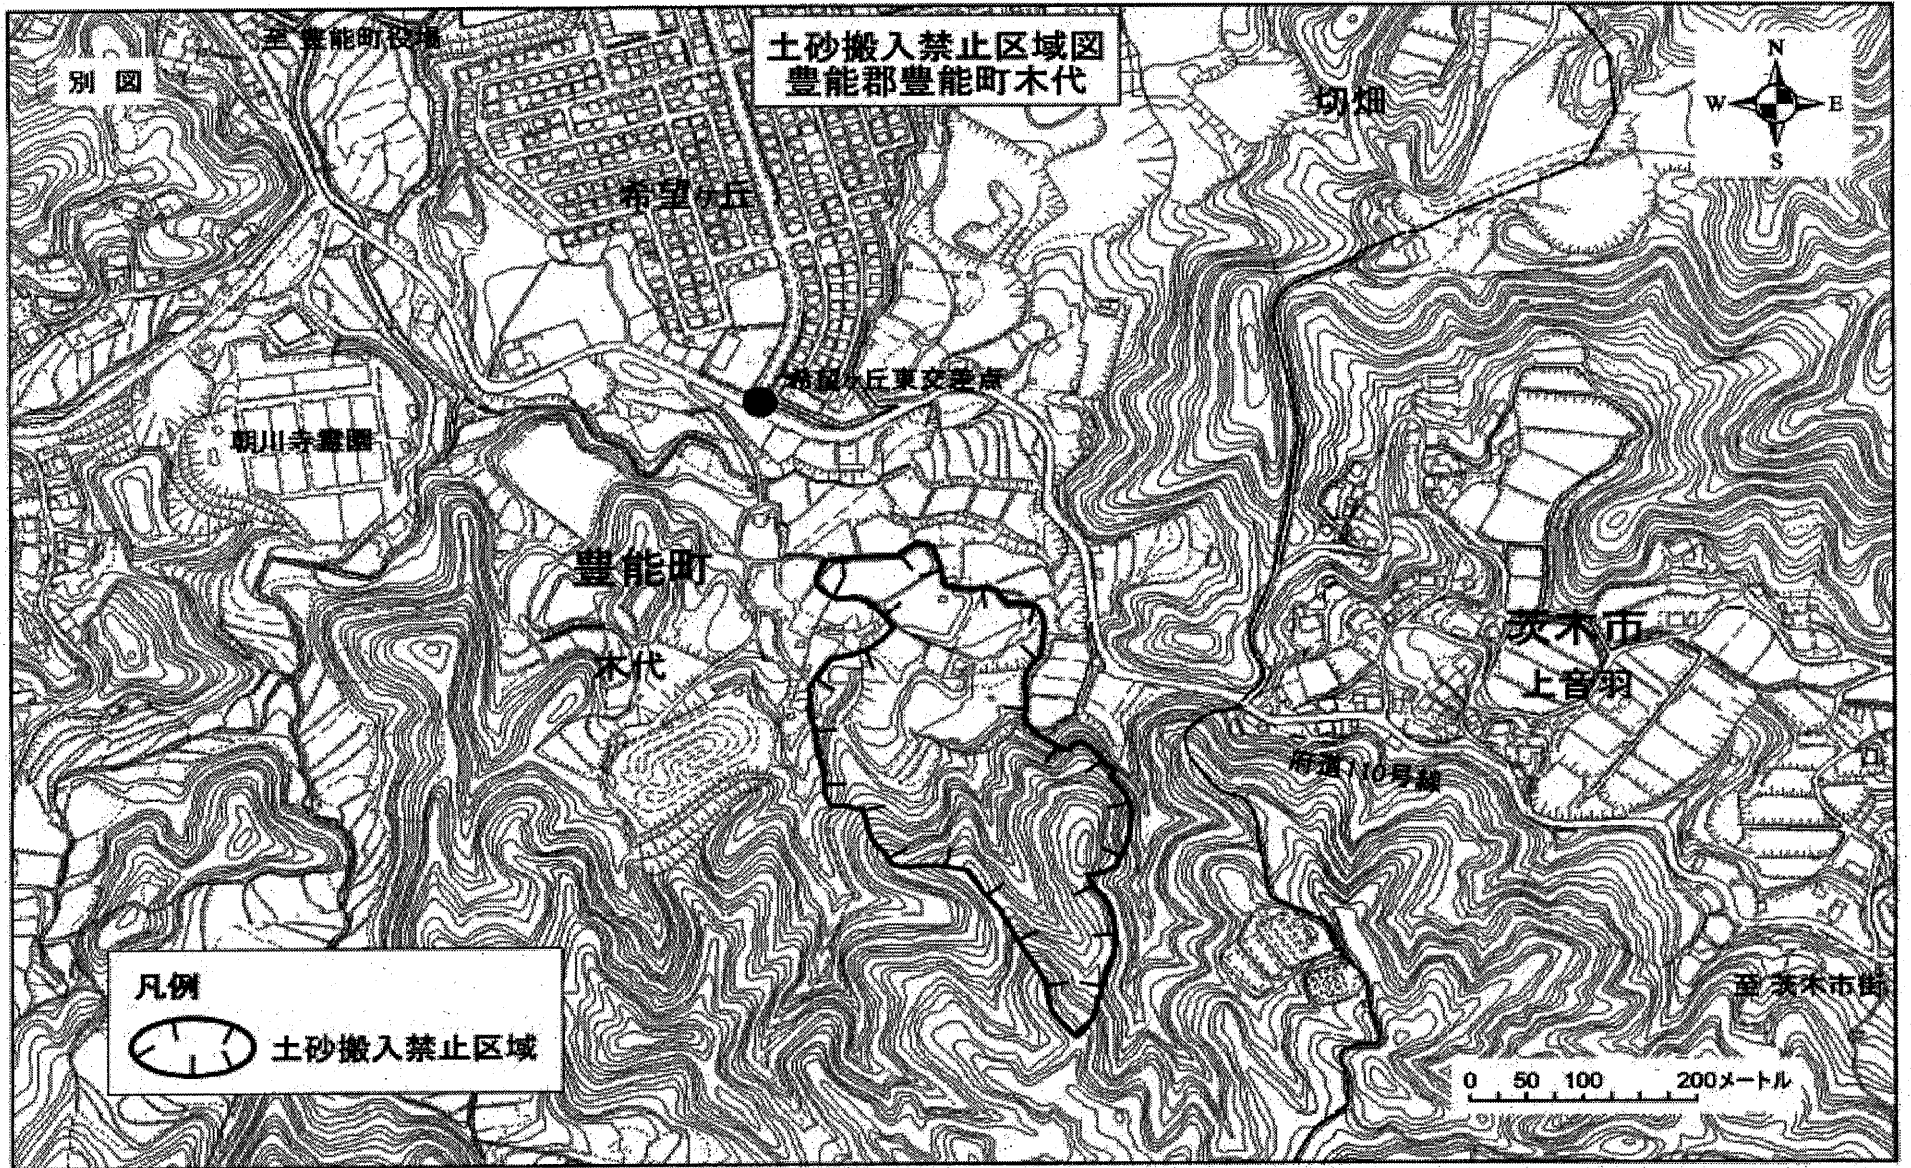 至 豊能町役場
別 図
土砂搬入禁止区域図
豊能郡豊能町木代
切畑
N
W E
S
希望ヶ丘
希望ヶ丘東交差点
朝川寺霊園
豊能町
木代
茨木市
上音羽
府道110号線
至 茨木市街
凡例
土砂搬入禁止区域
0 50 100 200メートル